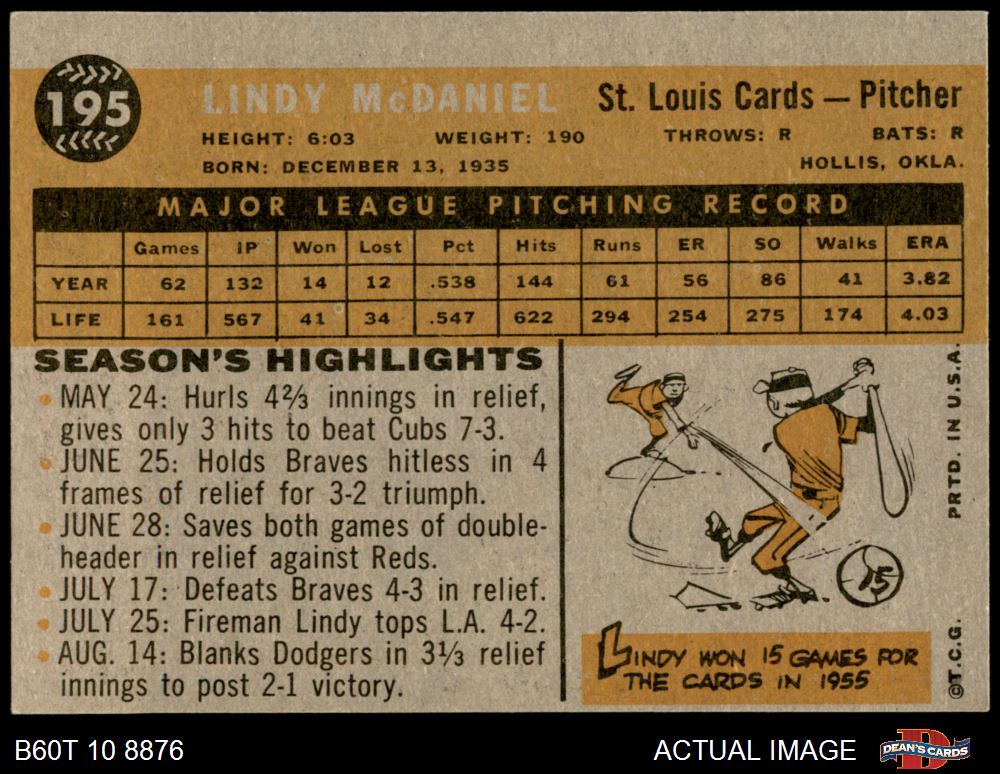 195
LINDY McDANIEL St. Louis Cards — Pitcher
HEIGHT: 6:03 WEIGHT: 190 THROWS: R BATS: R
BORN: DECEMBER 13, 1935 HOLLIS, OKLA.
MAJOR LEAGUE PITCHING RECORD
Games IP Won Lost Pct Hits Runs ER SO Walks ERA
YEAR 62 132 14 12 .538 144 61 56 86 41 3.82
LIFE 161 567 41 34 .547 622 294 254 275 174 4.03
SEASON'S HIGHLIGHTS
• MAY 24: Hurls 4⅔ innings in relief,
gives only 3 hits to beat Cubs 7-3.
• JUNE 25: Holds Braves hitless in 4
frames of relief for 3-2 triumph.
• JUNE 28: Saves both games of double-
header in relief against Reds.
• JULY 17: Defeats Braves 4-3 in relief.
• JULY 25: Fireman Lindy tops L.A. 4-2.
• AUG. 14: Blanks Dodgers in 3⅓ relief
innings to post 2-1 victory.
15
LINDY WON 15 GAMES FOR
THE CARDS IN 1955
©T.C.G. PRTD. IN U.S.A.
B60T 10 8876 ACTUAL IMAGE DEAN'S CARDS